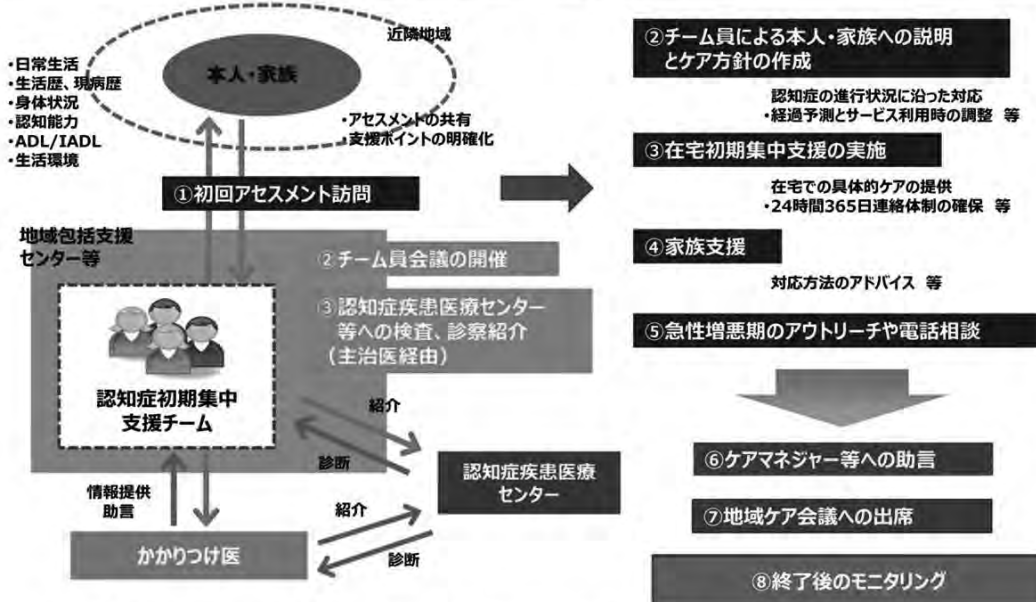 近隣地域
本人・家族
・日常生活
・生活歴、現病歴
・身体状況
・認知能力
・ADL/IADL
・生活環境
・アセスメントの共有
・支援ポイントの明確化
①初回アセスメント訪問
地域包括支援
センター等
②チーム員会議の開催
③認知症疾患医療センター
等への検査、診察紹介
（主治医経由）
認知症初期集中
支援チーム
紹介
診断
認知症疾患医療
センター
情報提供
助言
紹介
診断
かかりつけ医
②チーム員による本人・家族への説明
とケア方針の作成
認知症の進行状況に沿った対応
・経過予測とサービス利用時の調整 等
③在宅初期集中支援の実施
在宅での具体的ケアの提供
・24時間365日連絡体制の確保 等
④家族支援
対応方法のアドバイス 等
⑤急性増悪期のアウトリーチや電話相談
⑥ケアマネジャー等への助言
⑦地域ケア会議への出席
⑧終了後のモニタリング